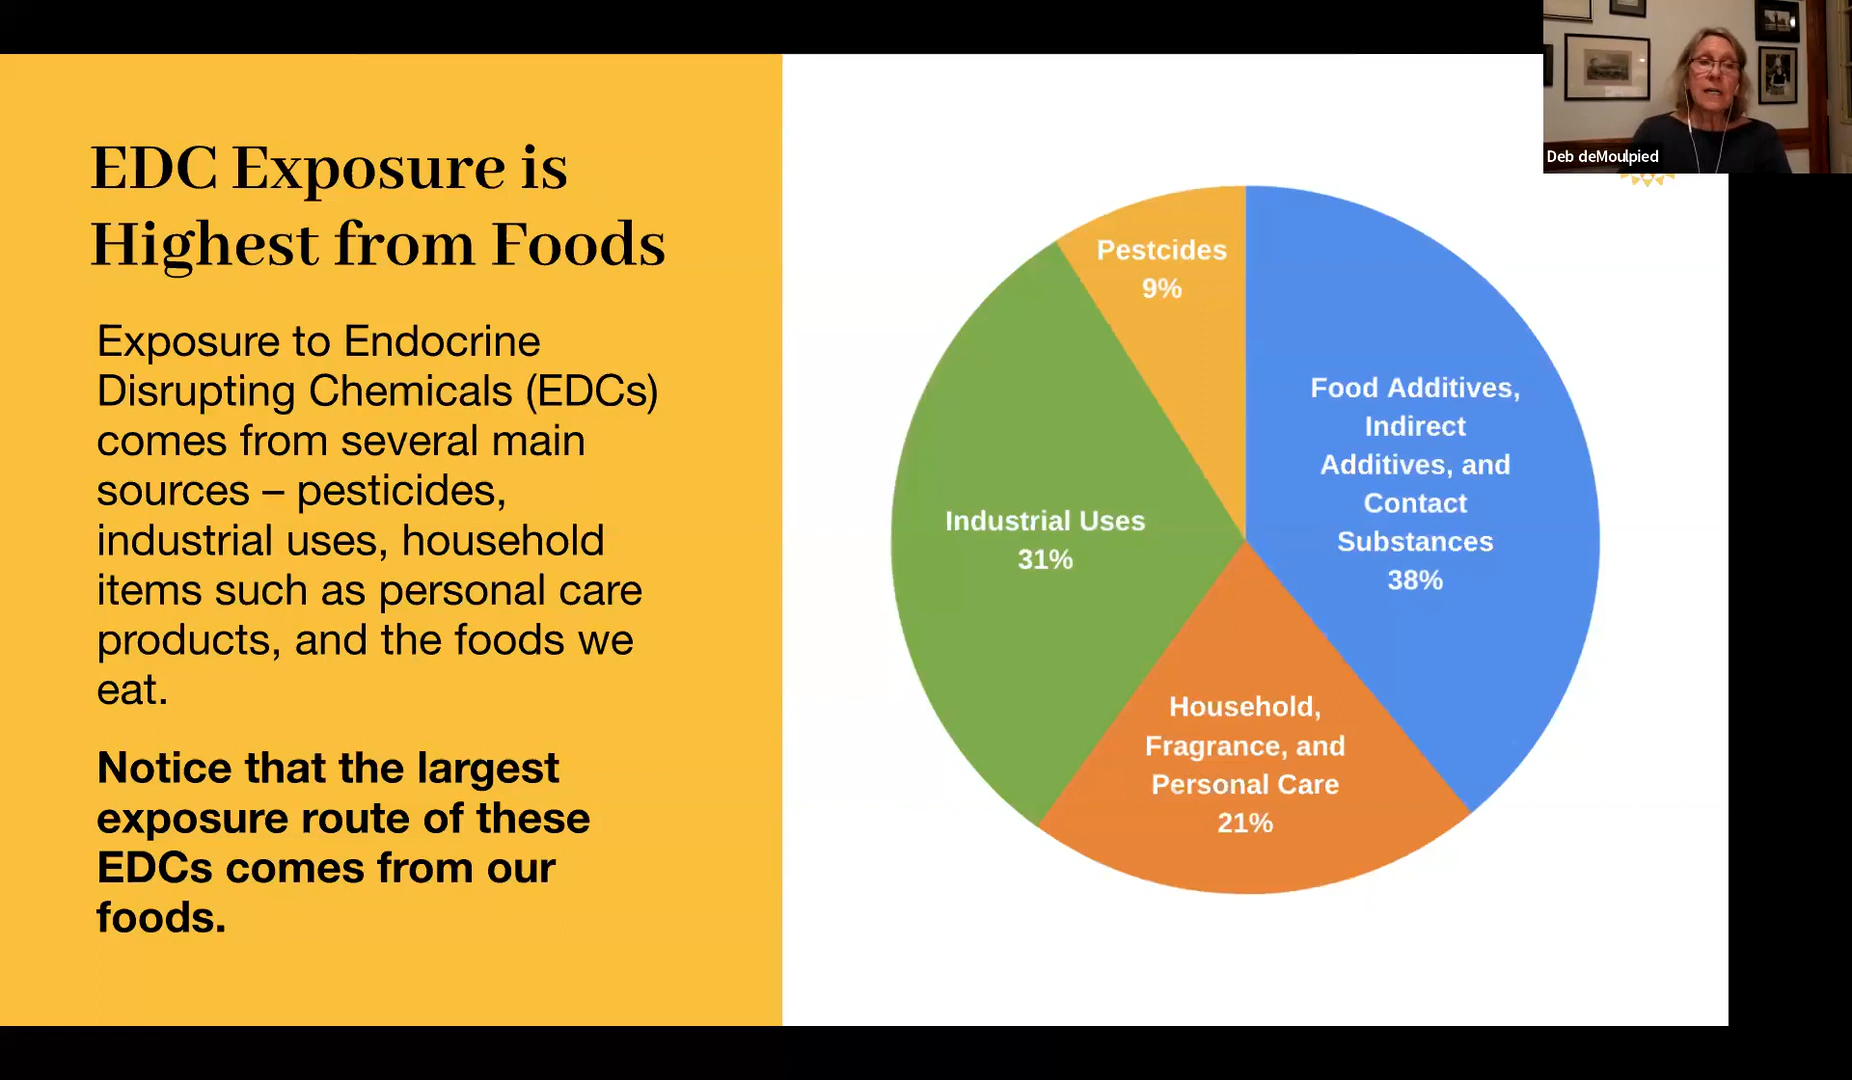 EDC Exposure is
Highest from Foods
Exposure to Endocrine
Disrupting Chemicals (EDCs)
comes from several main
sources – pesticides,
industrial uses, household
items such as personal care
products, and the foods we
eat.
Notice that the largest
exposure route of these
EDCs comes from our
foods.
Pestcides
9%
Food Additives,
Indirect
Additives, and
Contact
Substances
38%
Industrial Uses
31%
Household,
Fragrance, and
Personal Care
21%
Deb deMoulpied